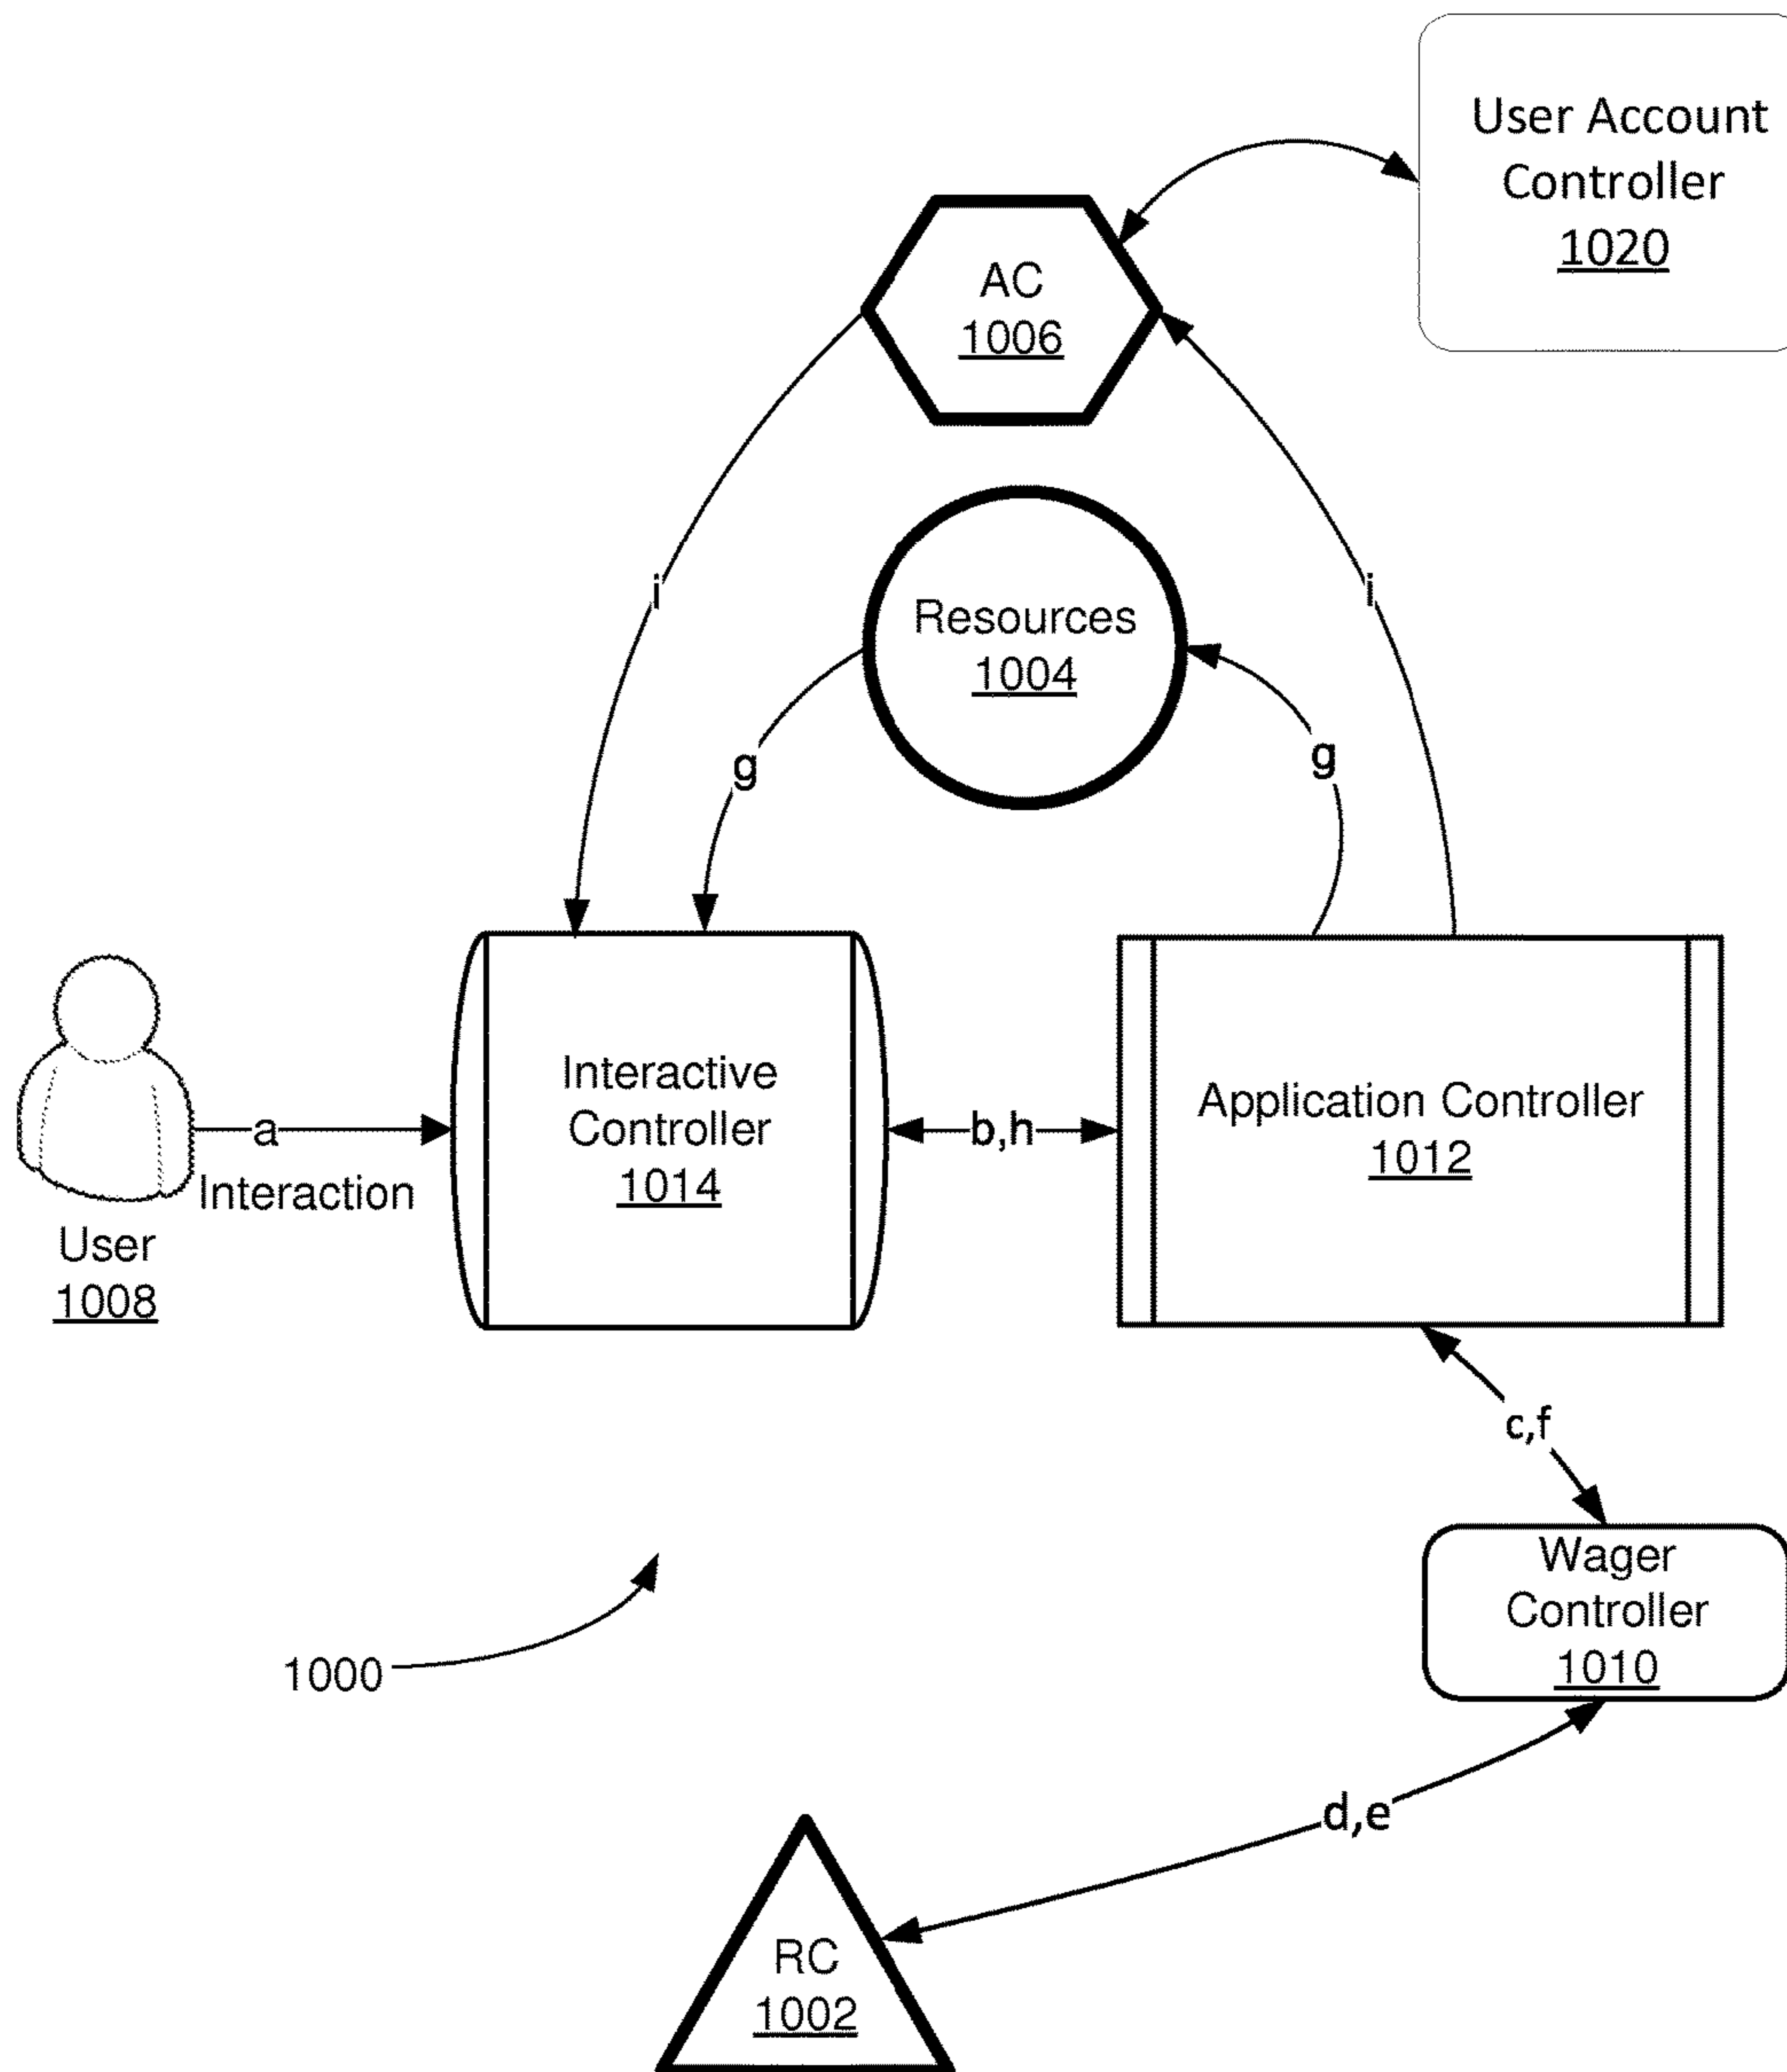 User Account
Controller
1020
AC
1006
i
i
Resources
1004
g
g
Interactive
Controller
1014
Application Controller
1012
a
b,h
Interaction
User
1008
c,f
Wager
Controller
1010
1000
d,e
RC
1002